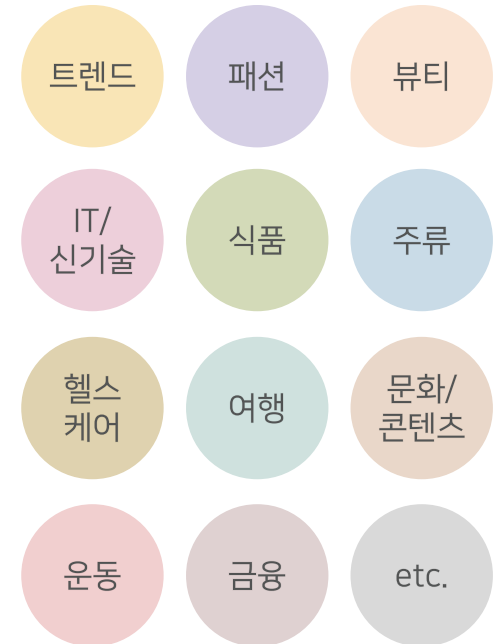 트렌드
패션
뷰티
IT/
신기술
식품
주류
헬스
케어
여행
문화/
콘텐츠
운동
금융
etc.